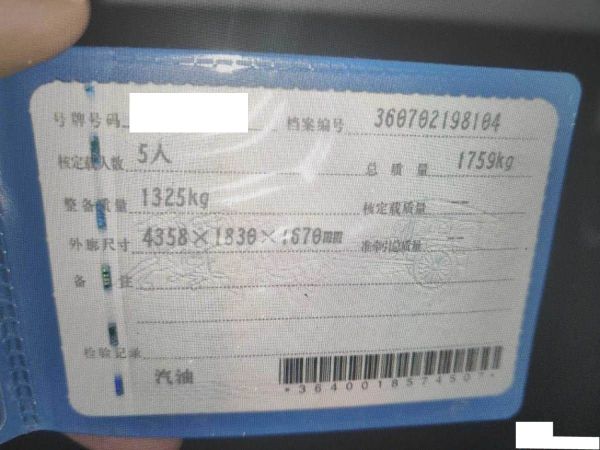 号牌号码 档案编号 360702198104
核定载人数 5人 总质量 1759kg
整备质量 1325kg 核定载质量 --
外廓尺寸 4358×1830×1670mm 准牵引总质量 --
备注
检验记录
汽油
*3640018574507*